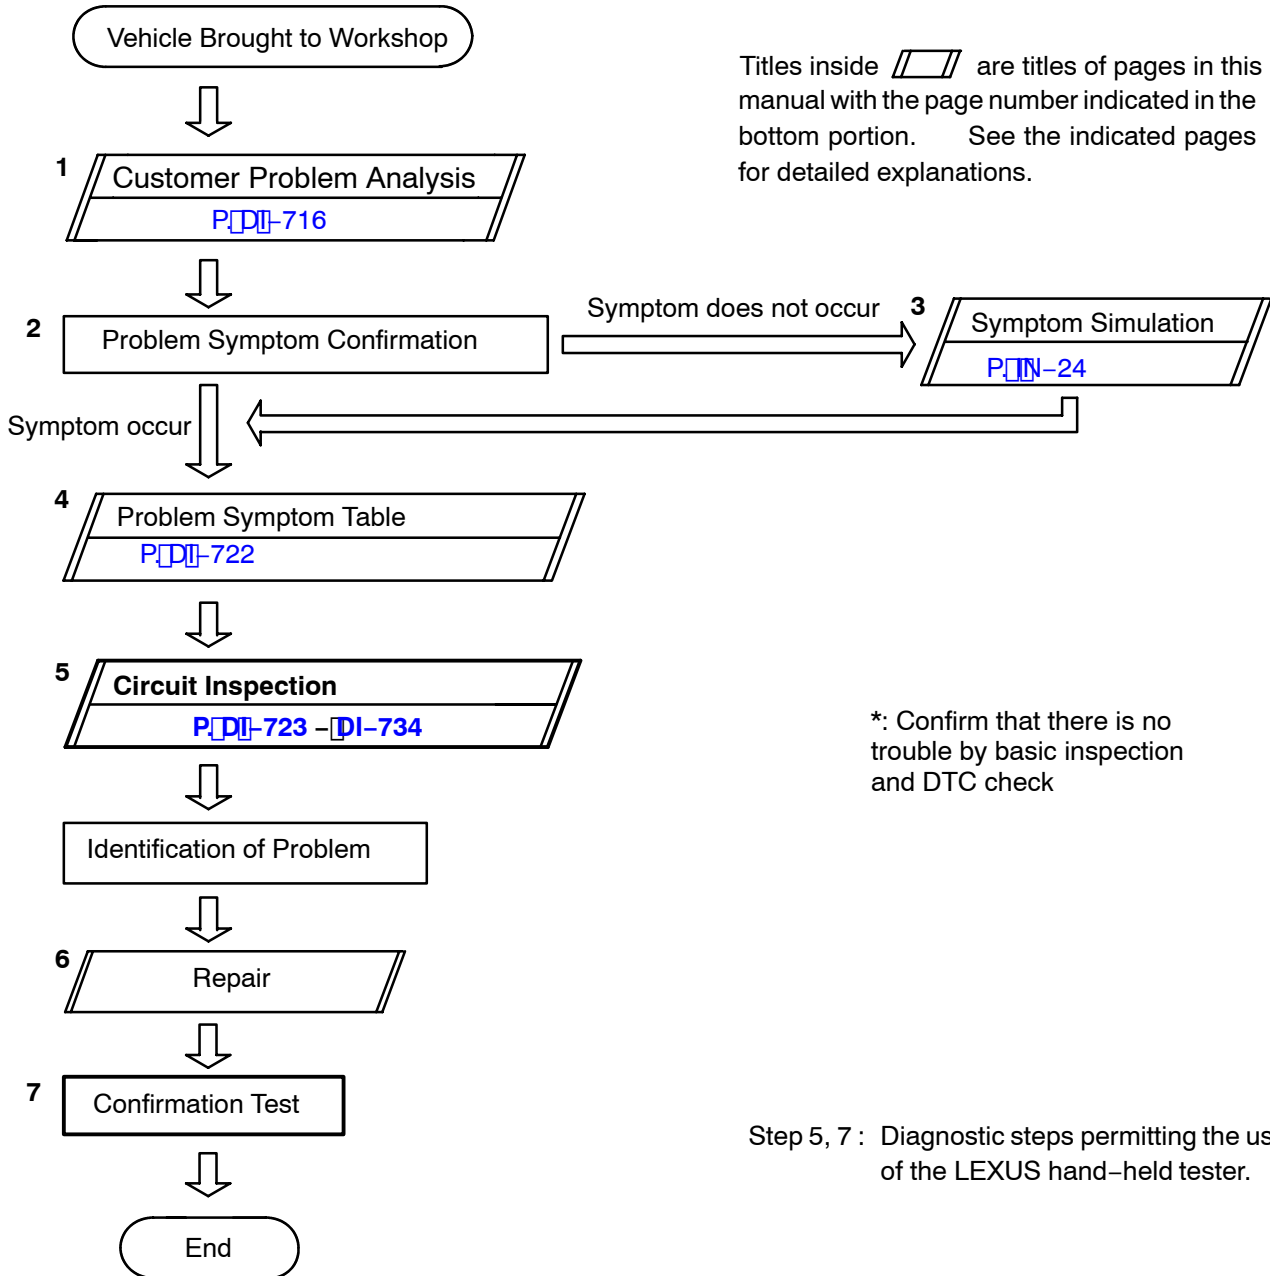 Vehicle Brought to Workshop
Titles inside are titles of pages in this
manual with the page number indicated in the
bottom portion. See the indicated pages
for detailed explanations.
1
Customer Problem Analysis
P. DI–716
2
Problem Symptom Confirmation
Symptom does not occur
3
Symptom Simulation
P. IN–24
Symptom occur
4
Problem Symptom Table
P. DI–722
5
Circuit Inspection
P. DI–723 – DI–734
*: Confirm that there is no
trouble by basic inspection
and DTC check
Identification of Problem
6
Repair
7
Confirmation Test
Step 5, 7 : Diagnostic steps permitting the us
of the LEXUS hand–held tester.
End